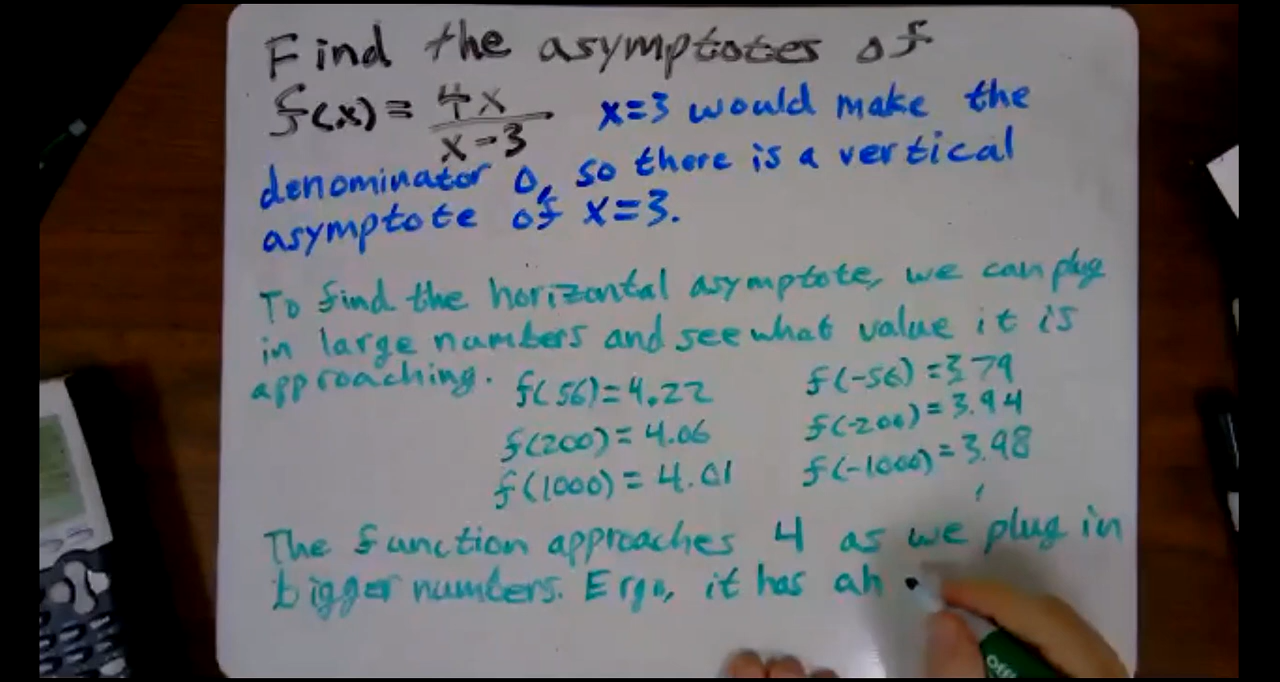 Find the asymptotes of
f(x) = 4x/(x-3) x=3 would make the
denominator 0, so there is a vertical
asymptote of x=3.
To find the horizontal asymptote, we can plug
in large numbers and see what value it is
approaching. f(56)=4.22 f(-56)=3.79
f(200)=4.06 f(-200)=3.94
f(1000)=4.01 f(-1000)=3.98
The function approaches 4 as we plug in
bigger numbers. Ergo, it has ah